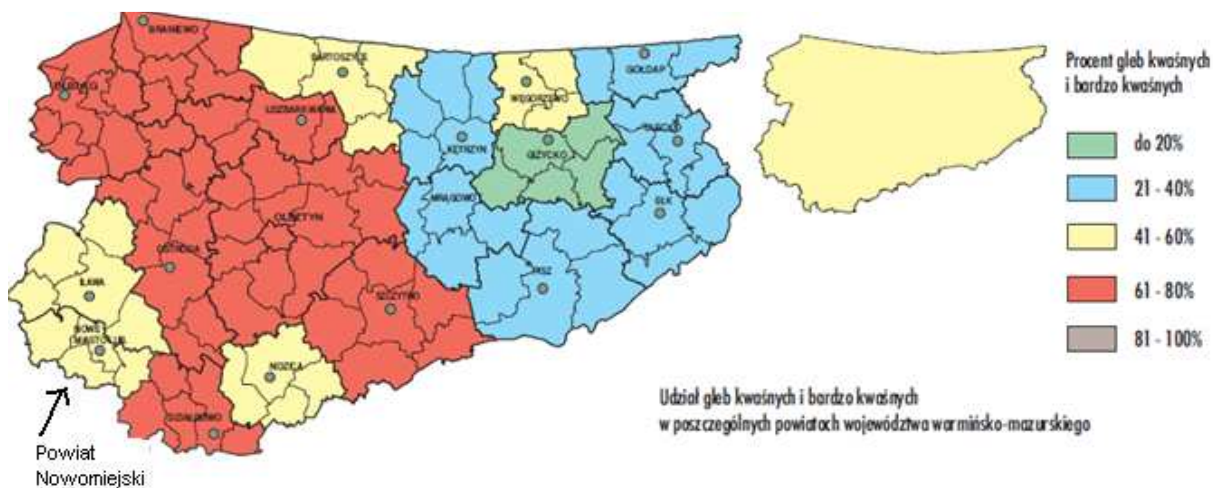 BRANIEWO
BARTOSZYCE
GOŁDAP
WĘGORZEWO
ELBLĄG
LIDZBARK WARM.
OLECKO
KĘTRZYN
GIŻYCKO
MRĄGOWO
EŁK
OLSZTYN
OSTRÓDA
PISZ
IŁAWA
SZCZYTNO
NOWE
MIASTO LUB.
NIDZICA
DZIAŁDOWO
Powiat
Nowomiejski
Procent gleb kwaśnych
i bardzo kwaśnych
do 20%
21 - 40%
41 - 60%
61 - 80%
81 - 100%
Udział gleb kwaśnych i bardzo kwaśnych
w poszczególnych powiatach województwa warmińsko-mazurskiego